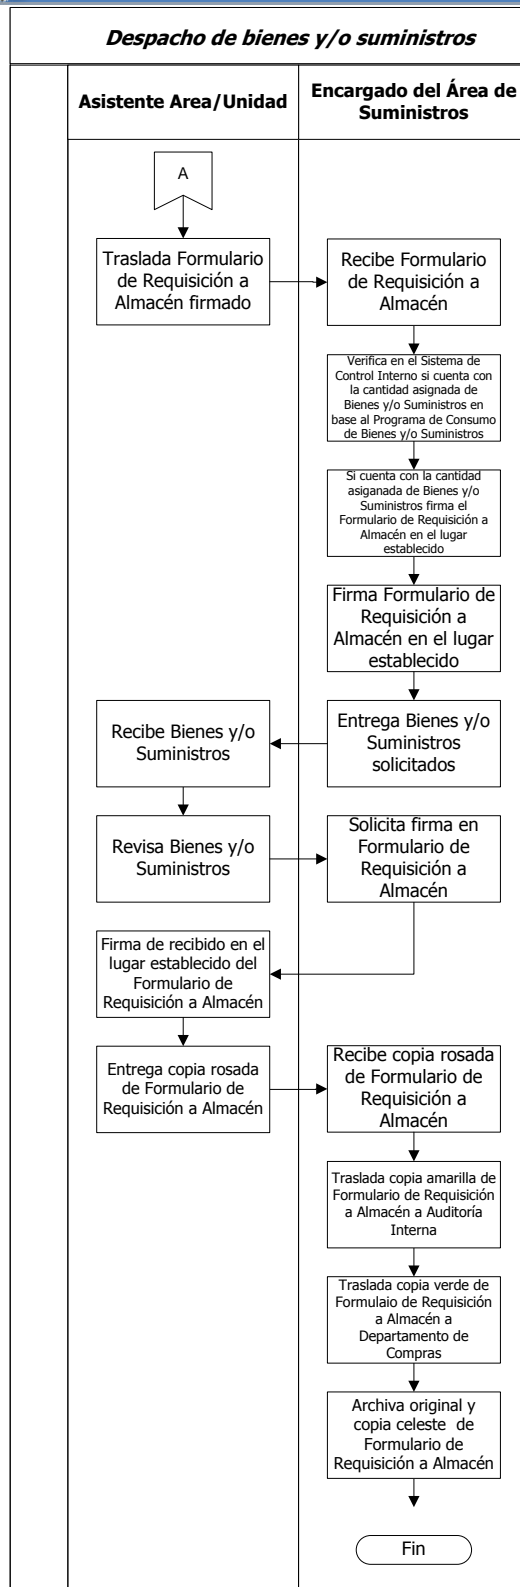 Despacho de bienes y/o suministros
Asistente Area/Unidad
Encargado del Área de
Suministros
A
Traslada Formulario
de Requisición a
Almacén firmado
Recibe Formulario
de Requisición a
Almacén
Verifica en el Sistema de
Control Interno si cuenta con
la cantidad asignada de
Bienes y/o Suministros en
base al Programa de Consumo
de Bienes y/o Suministros
Si cuenta con la cantidad
asiganada de Bienes y/o
Suministros firma el
Formulario de Requisición a
Almacén en el lugar
establecido
Firma Formulario de
Requisición a
Almacén en el lugar
establecido
Entrega Bienes y/o
Suministros
solicitados
Recibe Bienes y/o
Suministros
Revisa Bienes y/o
Suministros
Solicita firma en
Formulario de
Requisición a
Almacén
Firma de recibido en el
lugar establecido del
Formulario de
Requisición a Almacén
Entrega copia rosada
de Formulario de
Requisición a Almacén
Recibe copia rosada
de Formulario de
Requisición a
Almacén
Traslada copia amarilla de
Formulario de Requisición
a Almacén a Auditoría
Interna
Traslada copia verde de
Formulaio de Requisición
a Almacén a
Departamento de
Compras
Archiva original y
copia celeste de
Formulario de
Requisición a Almacén
Fin